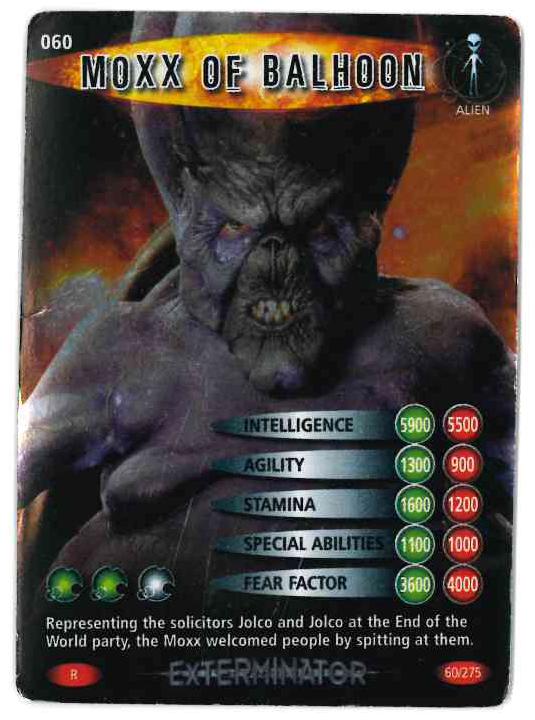 060
MOXX OF BALHOON
ALIEN
INTELLIGENCE 5900 5500
AGILITY 1300 900
STAMINA 1600 1200
SPECIAL ABILITIES 1100 1000
FEAR FACTOR 3600 4000
Representing the solicitors Jolco and Jolco at the End of the
World party, the Moxx welcomed people by spitting at them.
R EXTERMINATOR 60/275